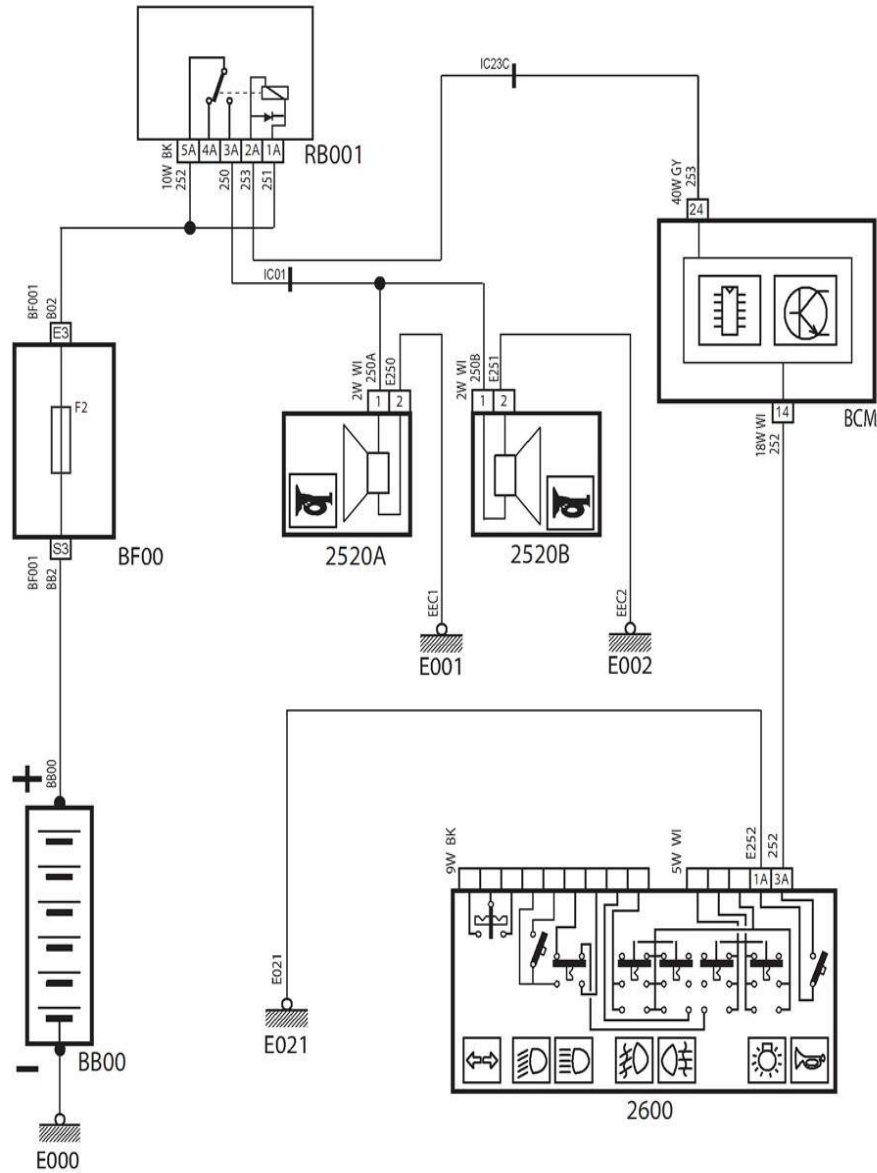 IC23C
5A 4A 3A 2A 1A
RB001
10W BK
252
250
253
251
40W GY
253
24
IC01
BF001
B02
E3
F2
S3
BF00
BF001
BB2
2W WI
250A
E250
1 2
2520A
2W WI
250B
E251
1 2
2520B
BCM
14
18W WI
252
EEC1
E001
EEC2
E002
+
BB00
BB00
-
E000
E021
E021
9W BK
5W WI
E252
252
1A 3A
2600